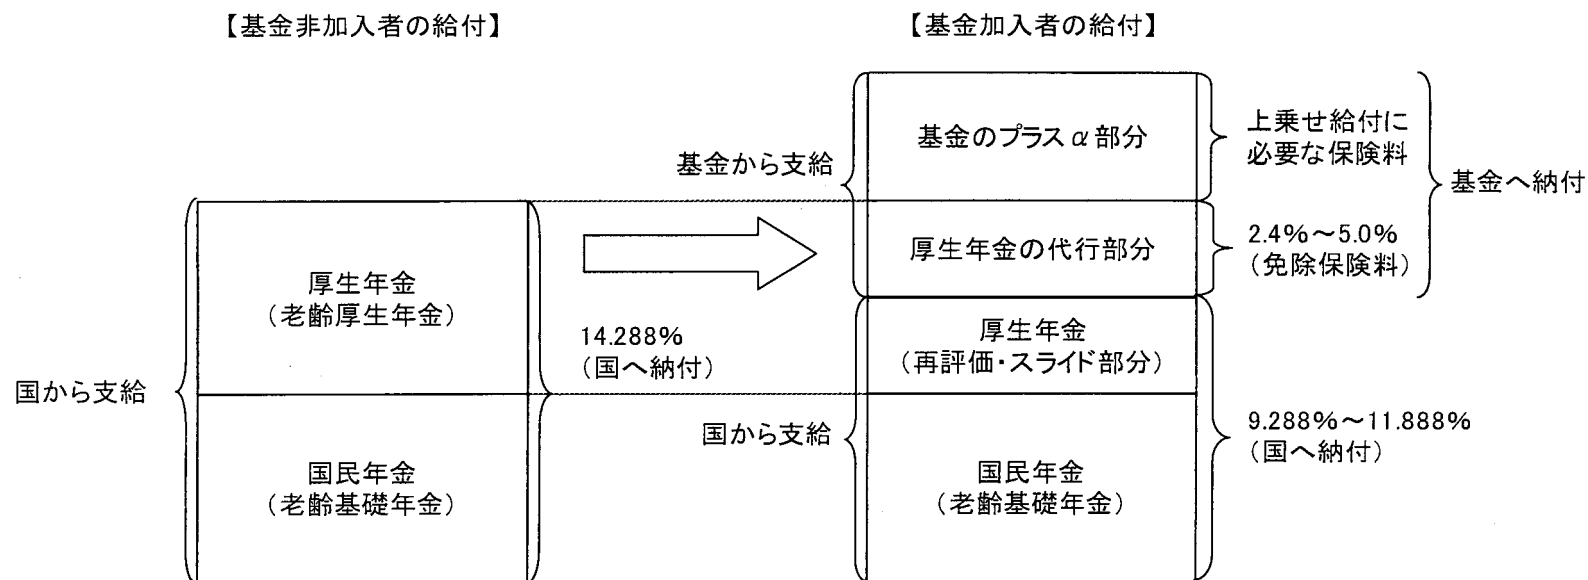 【基金非加入者の給付】
国から支給
厚生年金
(老齢厚生年金)
国民年金
(老齢基礎年金)
14.288%
(国へ納付)
【基金加入者の給付】
基金から支給
国から支給
基金のプラスα部分
厚生年金の代行部分
厚生年金
(再評価・スライド部分)
国民年金
(老齢基礎年金)
上乗せ給付に
必要な保険料
2.4%~5.0%
(免除保険料)
基金へ納付
9.288%~11.888%
(国へ納付)